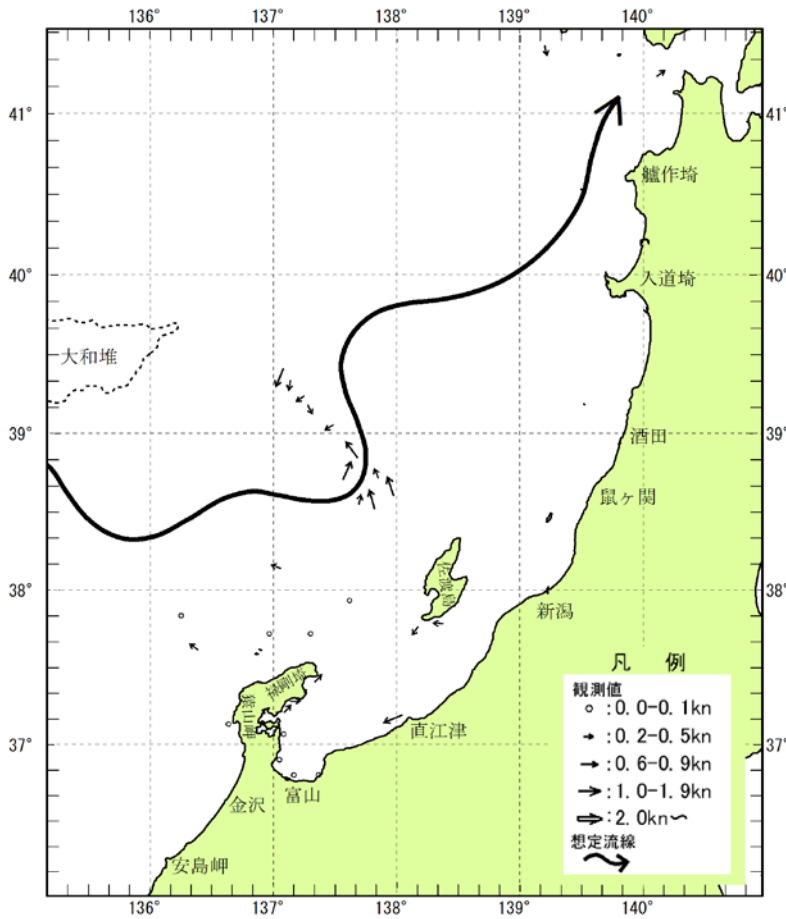 136° 137° 138° 139° 140°
41° 41°
艫作埼
40° 40°
入道埼
大和堆
39° 39°
酒田
鼠ヶ関
38° 38°
佐渡島
新潟
禄剛埼
猿山岬
37° 37°
直江津
富山
金沢
安島岬
凡 例
観測値
:0.0-0.1kn
:0.2-0.5kn
:0.6-0.9kn
:1.0-1.9kn
:2.0kn~
想定流線
136° 137° 138° 139° 140°